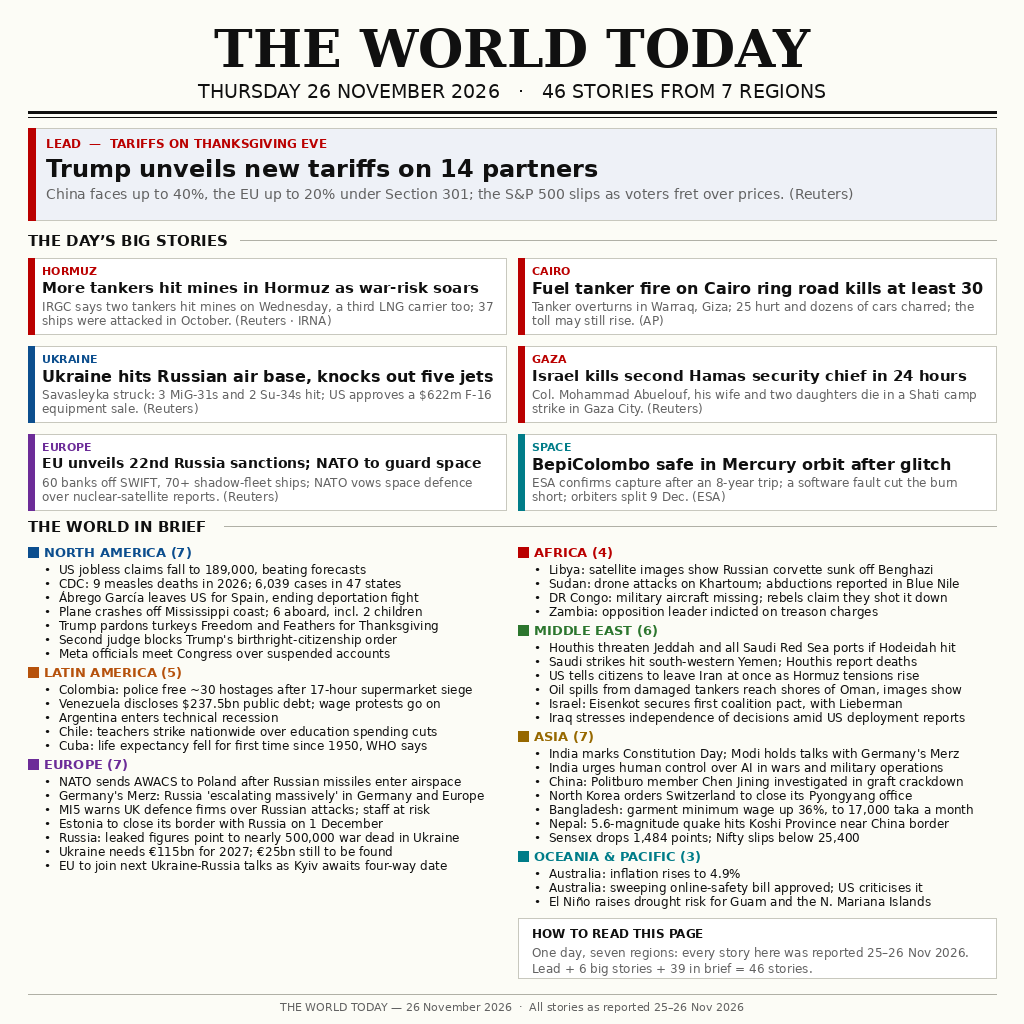 THE WORLD TODAY
THURSDAY 26 NOVEMBER 2026 · 46 STORIES FROM 7 REGIONS
LEAD — TARIFFS ON THANKSGIVING EVE
Trump unveils new tariffs on 14 partners
China faces up to 40%, the EU up to 20% under Section 301; the S&P 500 slips as voters fret over prices. (Reuters)
THE DAY’S BIG STORIES
HORMUZ
More tankers hit mines in Hormuz as war-risk soars
IRGC says two tankers hit mines on Wednesday, a third LNG carrier too; 37
ships were attacked in October. (Reuters · IRNA)
CAIRO
Fuel tanker fire on Cairo ring road kills at least 30
Tanker overturns in Warraq, Giza; 25 hurt and dozens of cars charred; the
toll may still rise. (AP)
UKRAINE
Ukraine hits Russian air base, knocks out five jets
Savasleyka struck: 3 MiG-31s and 2 Su-34s hit; US approves a $622m F-16
equipment sale. (Reuters)
GAZA
Israel kills second Hamas security chief in 24 hours
Col. Mohammad Abuelouf, his wife and two daughters die in a Shati camp
strike in Gaza City. (Reuters)
EUROPE
EU unveils 22nd Russia sanctions; NATO to guard space
60 banks off SWIFT, 70+ shadow-fleet ships; NATO vows space defence
over nuclear-satellite reports. (Reuters)
SPACE
BepiColombo safe in Mercury orbit after glitch
ESA confirms capture after an 8-year trip; a software fault cut the burn
short; orbiters split 9 Dec. (ESA)
THE WORLD IN BRIEF
NORTH AMERICA (7)
• US jobless claims fall to 189,000, beating forecasts
• CDC: 9 measles deaths in 2026; 6,039 cases in 47 states
• Ábrego García leaves US for Spain, ending deportation fight
• Plane crashes off Mississippi coast; 6 aboard, incl. 2 children
• Trump pardons turkeys Freedom and Feathers for Thanksgiving
• Second judge blocks Trump's birthright-citizenship order
• Meta officials meet Congress over suspended accounts
LATIN AMERICA (5)
• Colombia: police free ~30 hostages after 17-hour supermarket siege
• Venezuela discloses $237.5bn public debt; wage protests go on
• Argentina enters technical recession
• Chile: teachers strike nationwide over education spending cuts
• Cuba: life expectancy fell for first time since 1950, WHO says
EUROPE (7)
• NATO sends AWACS to Poland after Russian missiles enter airspace
• Germany's Merz: Russia 'escalating massively' in Germany and Europe
• MI5 warns UK defence firms over Russian attacks; staff at risk
• Estonia to close its border with Russia on 1 December
• Russia: leaked figures point to nearly 500,000 war dead in Ukraine
• Ukraine needs €115bn for 2027; €25bn still to be found
• EU to join next Ukraine-Russia talks as Kyiv awaits four-way date
AFRICA (4)
• Libya: satellite images show Russian corvette sunk off Benghazi
• Sudan: drone attacks on Khartoum; abductions reported in Blue Nile
• DR Congo: military aircraft missing; rebels claim they shot it down
• Zambia: opposition leader indicted on treason charges
MIDDLE EAST (6)
• Houthis threaten Jeddah and all Saudi Red Sea ports if Hodeidah hit
• Saudi strikes hit south-western Yemen; Houthis report deaths
• US tells citizens to leave Iran at once as Hormuz tensions rise
• Oil spills from damaged tankers reach shores of Oman, images show
• Israel: Eisenkot secures first coalition pact, with Lieberman
• Iraq stresses independence of decisions amid US deployment reports
ASIA (7)
• India marks Constitution Day; Modi holds talks with Germany's Merz
• India urges human control over AI in wars and military operations
• China: Politburo member Chen Jining investigated in graft crackdown
• North Korea orders Switzerland to close its Pyongyang office
• Bangladesh: garment minimum wage up 36%, to 17,000 taka a month
• Nepal: 5.6-magnitude quake hits Koshi Province near China border
• Sensex drops 1,484 points; Nifty slips below 25,400
OCEANIA & PACIFIC (3)
• Australia: inflation rises to 4.9%
• Australia: sweeping online-safety bill approved; US criticises it
• El Niño raises drought risk for Guam and the N. Mariana Islands
HOW TO READ THIS PAGE
One day, seven regions: every story here was reported 25–26 Nov 2026.
Lead + 6 big stories + 39 in brief = 46 stories.
THE WORLD TODAY — 26 November 2026 · All stories as reported 25–26 Nov 2026